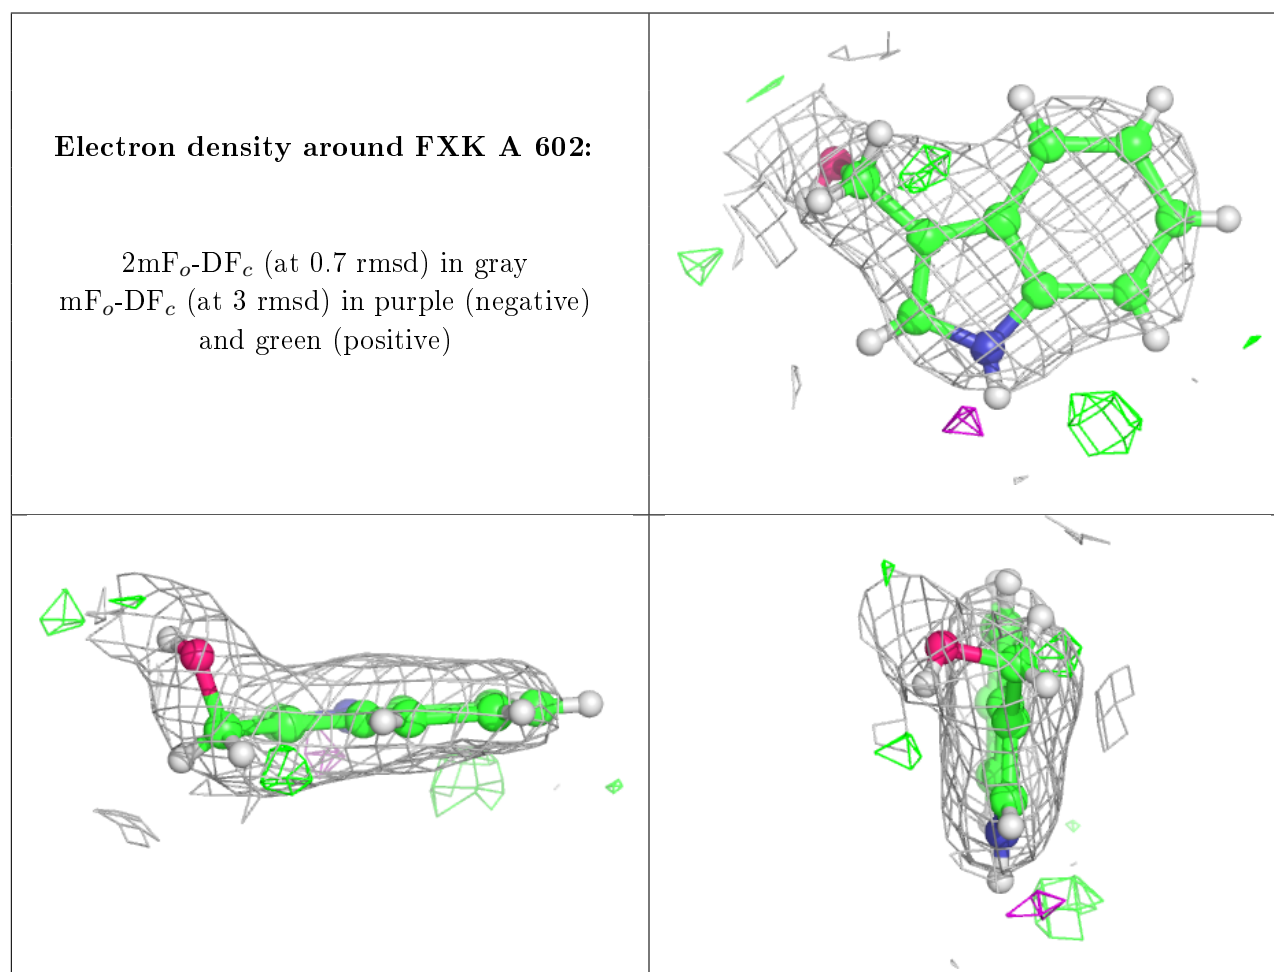 Electron density around FXK A 602:
2mFo-DFc (at 0.7 rmsd) in gray
mFo-DFc (at 3 rmsd) in purple (negative)
and green (positive)